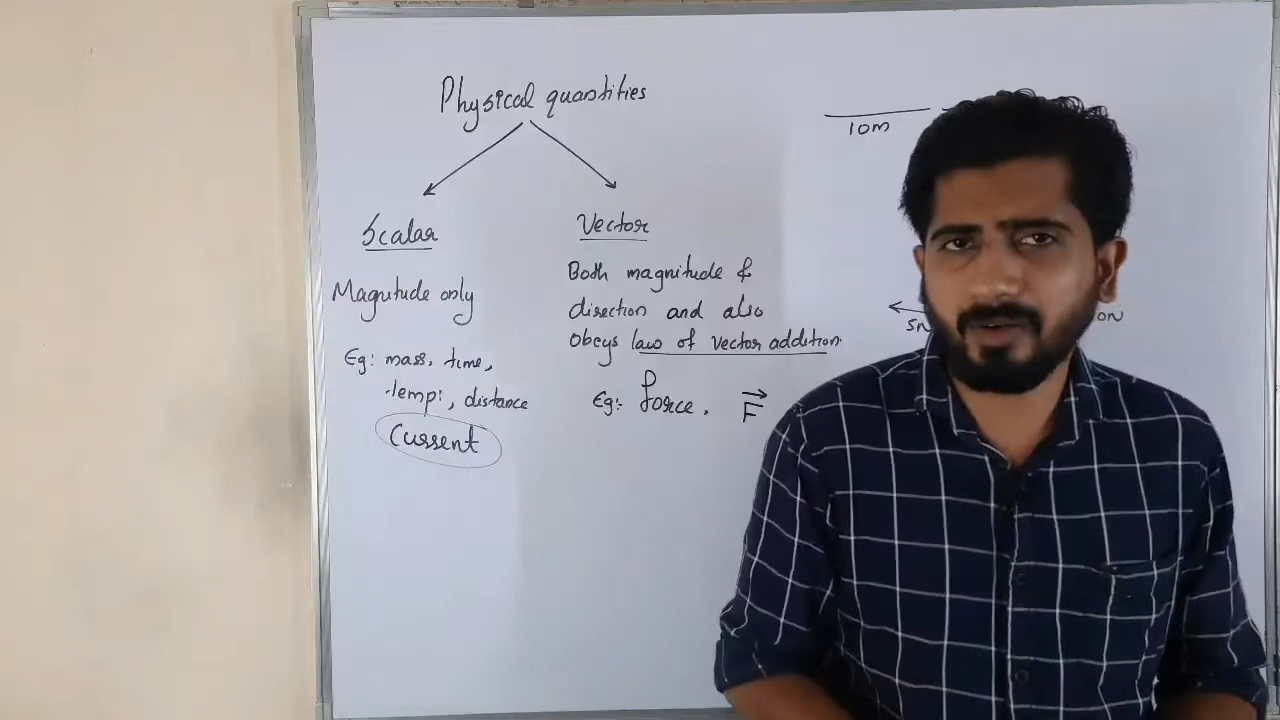 Physical quantities
10m
Scalar
Magnitude only
Eg: mass, time,
temp:, distance
Current
Vector
Both magnitude &
direction and also
Obeys law of vector addition.
Eg:- force. F
5N